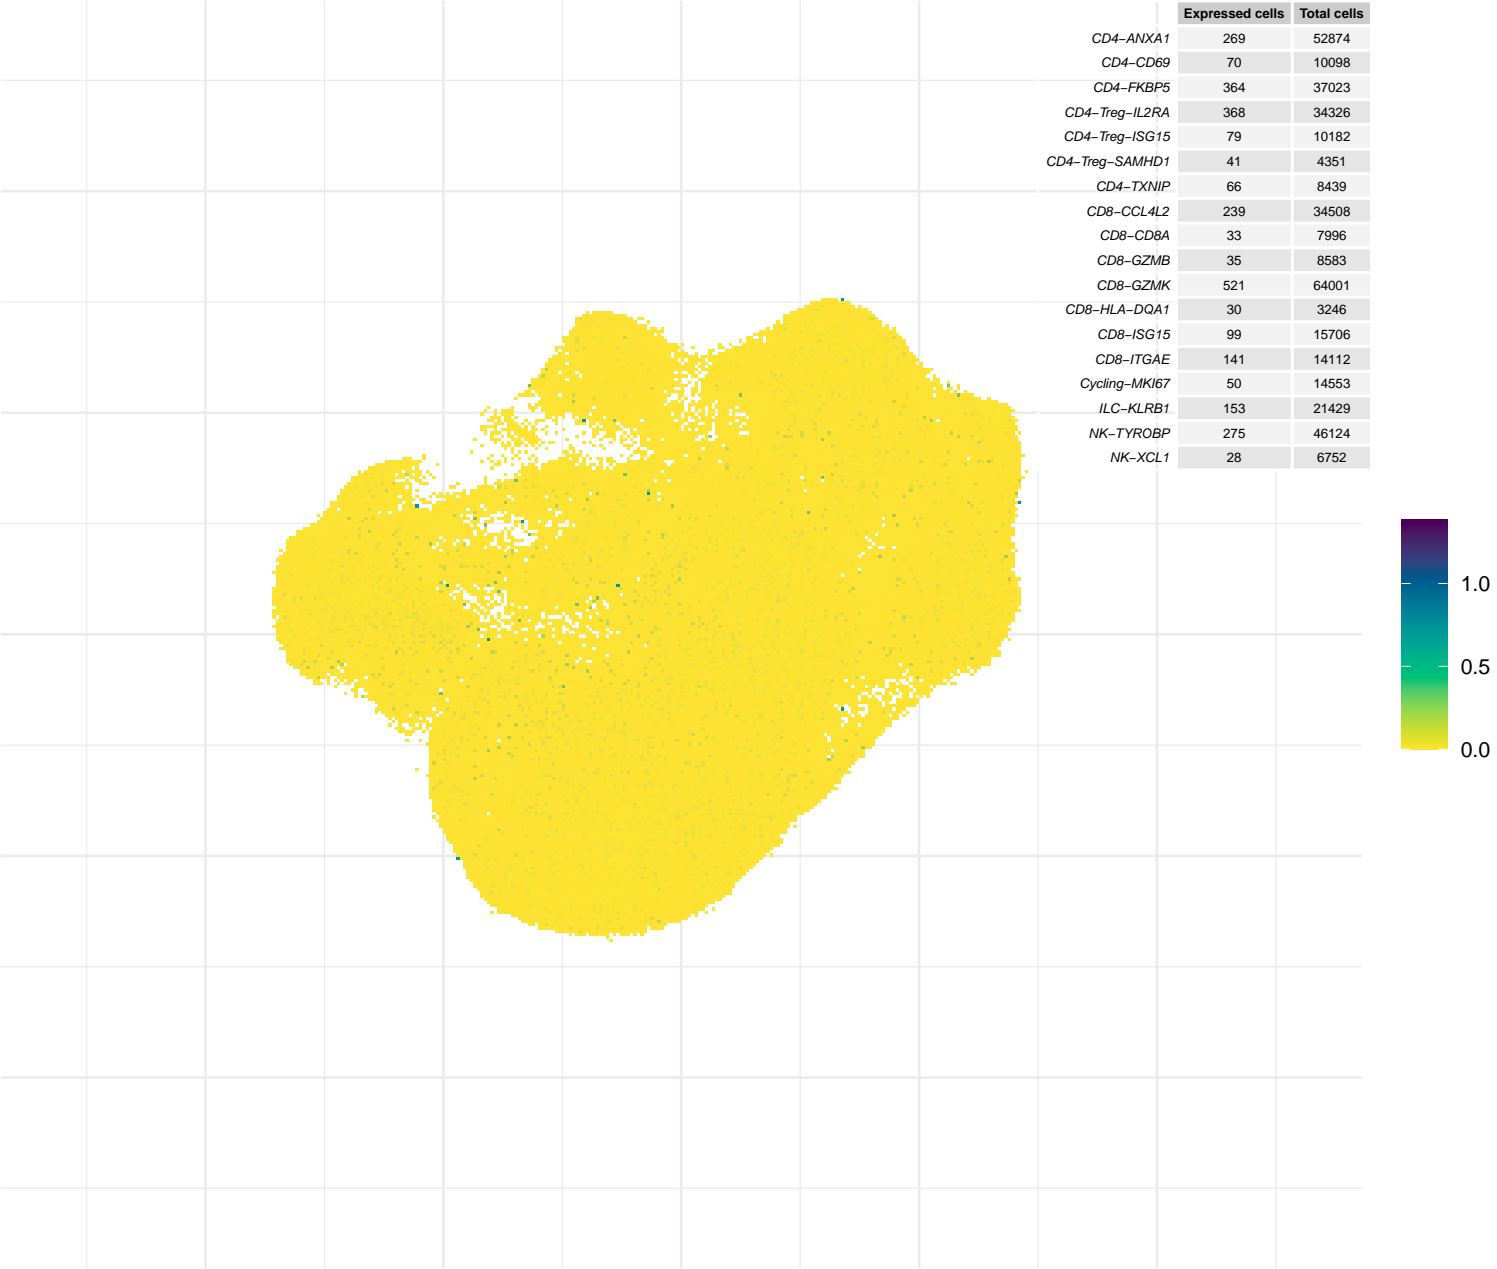 Expressed cells Total cells
CD4−ANXA1 269 52874
CD4−CD69 70 10098
CD4−FKBP5 364 37023
CD4−Treg−IL2RA 368 34326
CD4−Treg−ISG15 79 10182
CD4−Treg−SAMHD1 41 4351
CD4−TXNIP 66 8439
CD8−CCL4L2 239 34508
CD8−CD8A 33 7996
CD8−GZMB 35 8583
CD8−GZMK 521 64001
CD8−HLA−DQA1 30 3246
CD8−ISG15 99 15706
CD8−ITGAE 141 14112
Cycling−MKI67 50 14553
ILC−KLRB1 153 21429
NK−TYROBP 275 46124
NK−XCL1 28 6752
1.0
0.5
0.0